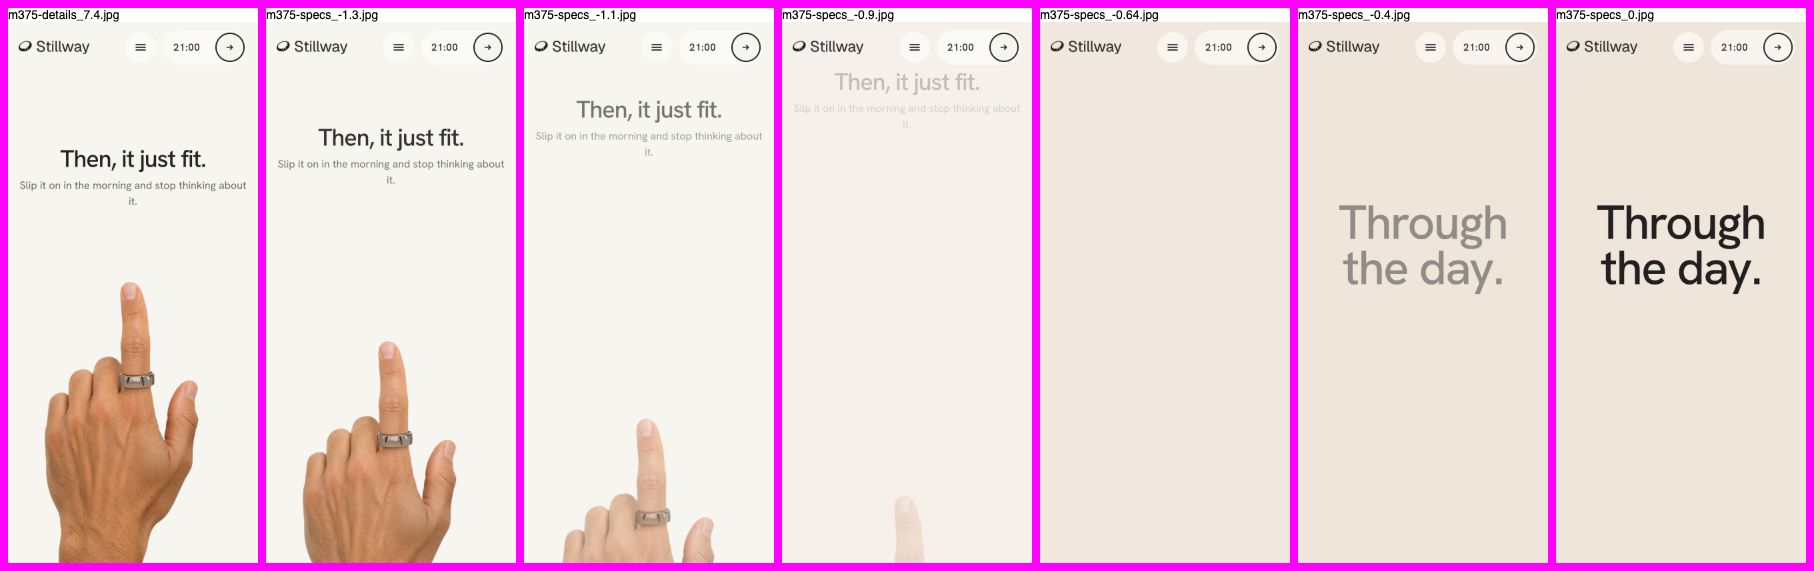 m375-details_7.4.jpg
Stillway
21:00
Then, it just fit.
Slip it on in the morning and stop thinking about
it.
m375-specs_-1.3.jpg
Stillway
21:00
Then, it just fit.
Slip it on in the morning and stop thinking about
it.
m375-specs_-1.1.jpg
Stillway
21:00
Then, it just fit.
Slip it on in the morning and stop thinking about
it.
m375-specs_-0.9.jpg
Stillway
21:00
Then, it just fit.
Slip it on in the morning and stop thinking about
it.
m375-specs_-0.64.jpg
Stillway
21:00
m375-specs_-0.4.jpg
Stillway
21:00
Through
the day.
m375-specs_0.jpg
Stillway
21:00
Through
the day.